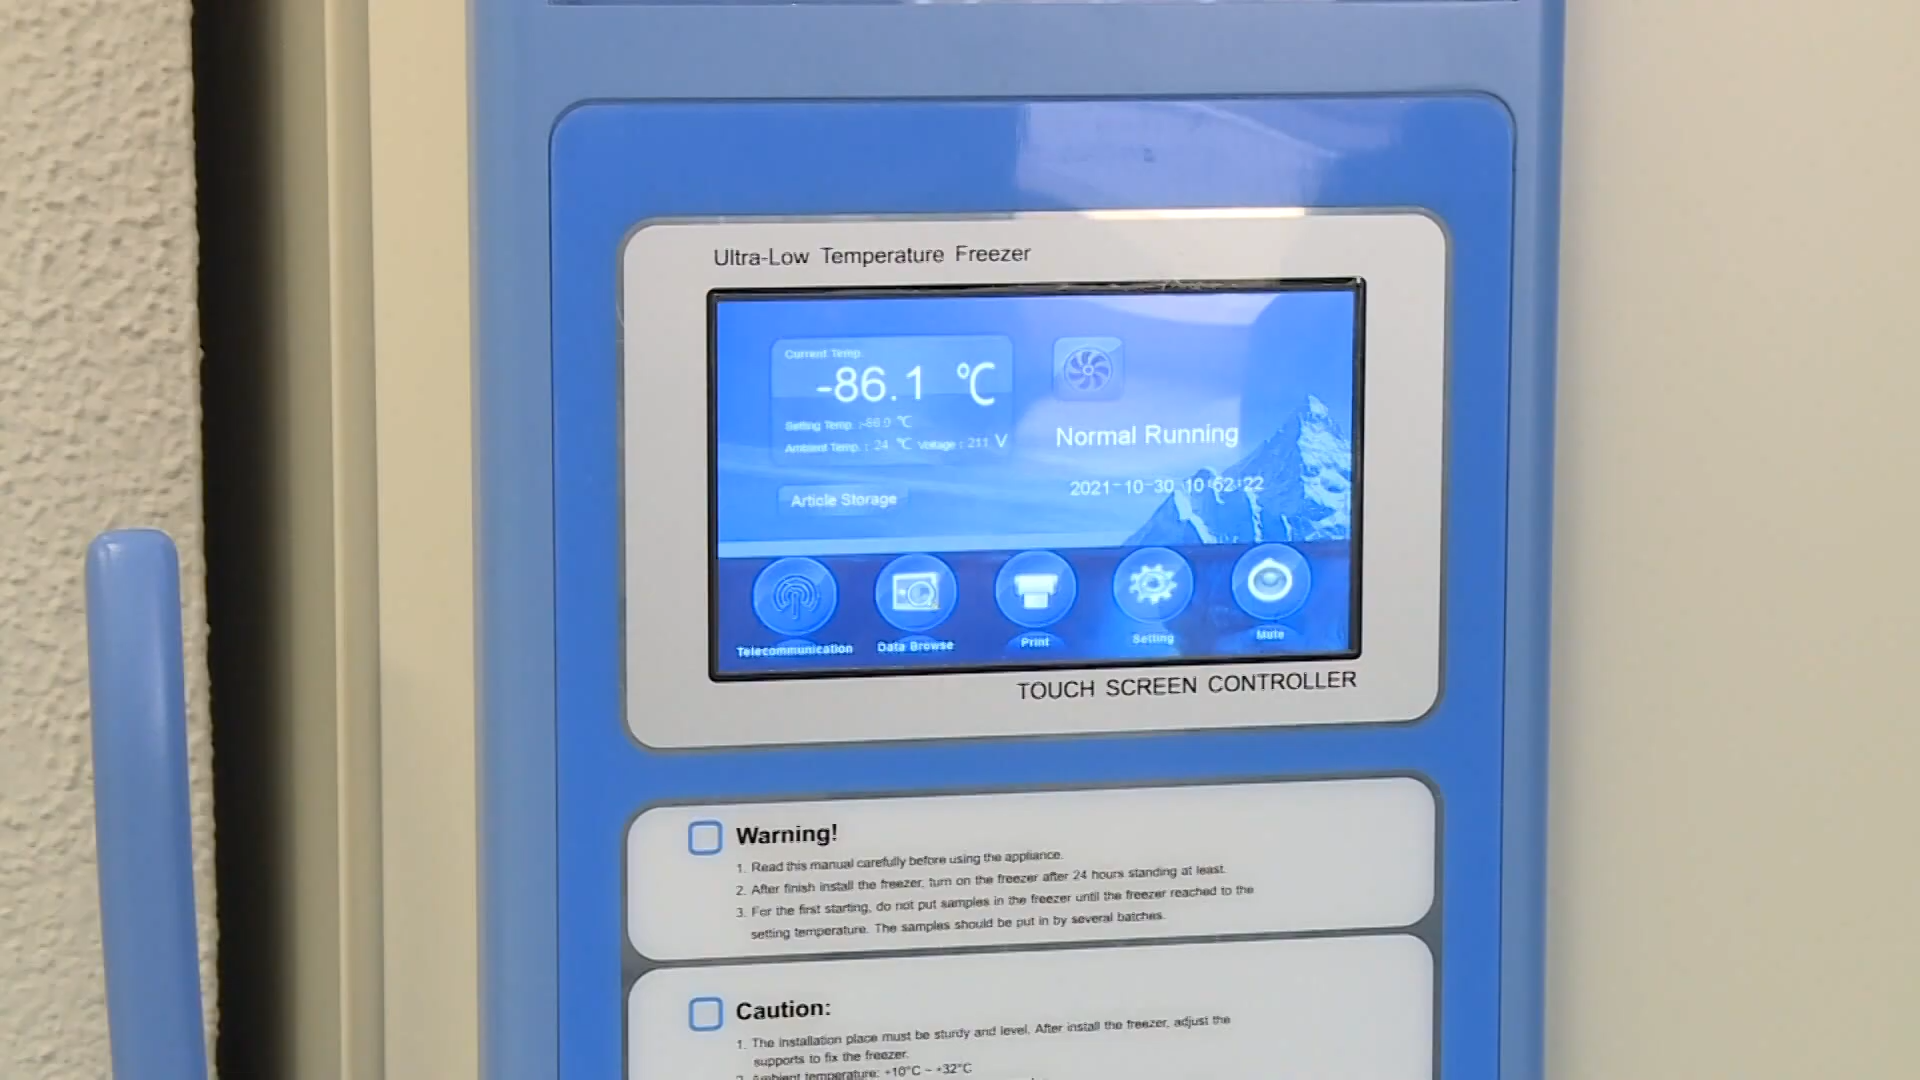 Ultra-Low Temperature Freezer
Current Temp.
-86.1 ℃
Setting Temp. :-86.0 ℃
Ambient Temp. : 24 ℃ Voltage : 211 V
Normal Running
2021-10-30
Article Storage
Telecommunication
Data Browse
Print
Setting
Mute
TOUCH SCREEN CONTROLLER
Warning!
1. Read this manual carefully before using the appliance.
2. After finish install the freezer, turn on the freezer after 24 hours standing at least.
3. For the first starting, do not put samples in the freezer until the freezer reached to the
setting temperature. The samples should be put in by several batches.
Caution:
1. The installation place must be sturdy and level. After install the freezer, adjust the
supports to fix the freezer.
2. Ambient temperature: +10°C ~ +32°C